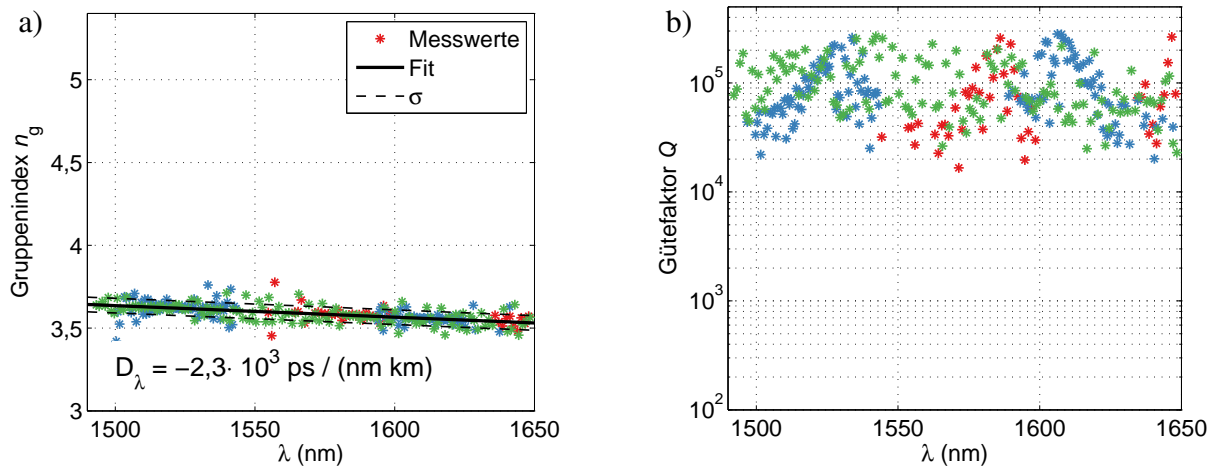 a)
Gruppenindex n_g
5
4,5
4
3,5
3
Messwerte
Fit
σ
D_λ = −2,3· 10^3 ps / (nm km)
1500 1550 1600 1650
λ (nm)
b)
Gütefaktor Q
10^5
10^4
10^3
10^2
1500 1550 1600 1650
λ (nm)